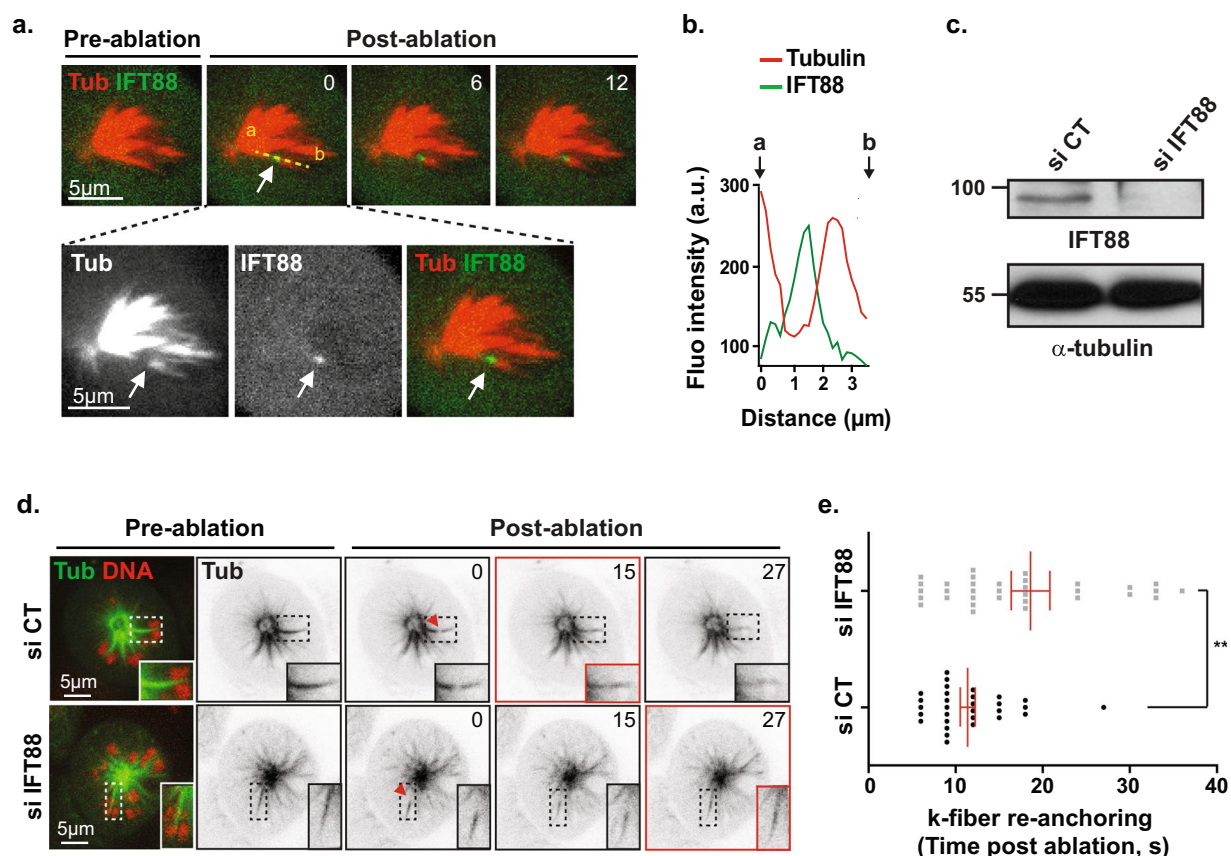 a.
Pre-ablation
Post-ablation
Tub IFT88
0
6
12
a
b
5µm
Tub
IFT88
Tub IFT88
5µm
b.
Tubulin
IFT88
a
b
300
200
100
Fluo intensity (a.u.)
0
1
2
3
Distance (µm)
c.
si CT
si IFT88
100
IFT88
55
α-tubulin
d.
Pre-ablation
Post-ablation
si CT
Tub DNA
Tub
0
15
27
5µm
si IFT88
0
15
27
5µm
e.
si IFT88
si CT
**
0
10
20
30
40
k-fiber re-anchoring
(Time post ablation, s)